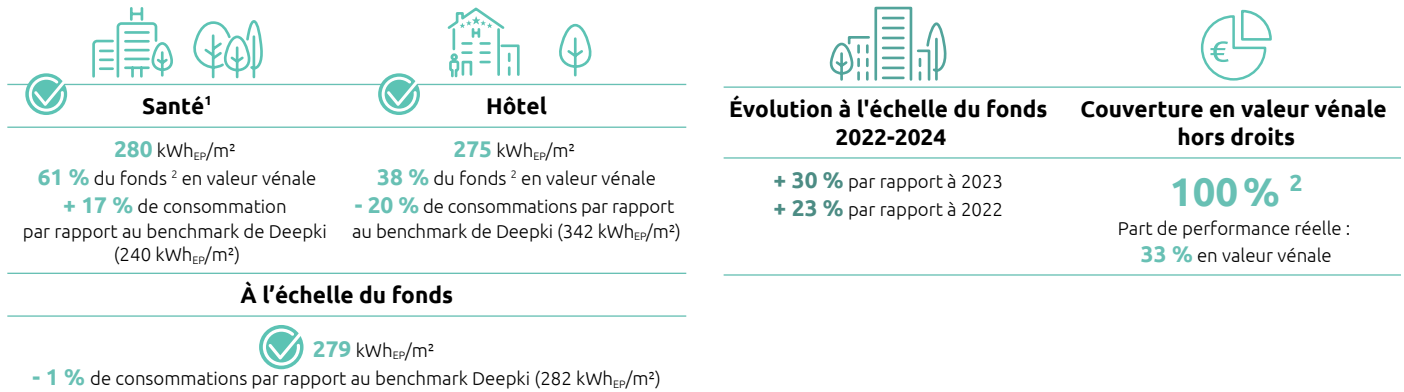 H
H
Santé¹
Hôtel
280 kWhEP/m²
61 % du fonds ² en valeur vénale
+ 17 % de consommation
par rapport au benchmark de Deepki
(240 kWhEP/m²)
275 kWhEP/m²
38 % du fonds ² en valeur vénale
- 20 % de consommations par rapport
au benchmark de Deepki (342 kWhEP/m²)
À l’échelle du fonds
279 kWhEP/m²
- 1 % de consommations par rapport au benchmark Deepki (282 kWhEP/m²)
Évolution à l'échelle du fonds
2022-2024
+ 30 % par rapport à 2023
+ 23 % par rapport à 2022
€
Couverture en valeur vénale
hors droits
100 % ²
Part de performance réelle :
33 % en valeur vénale